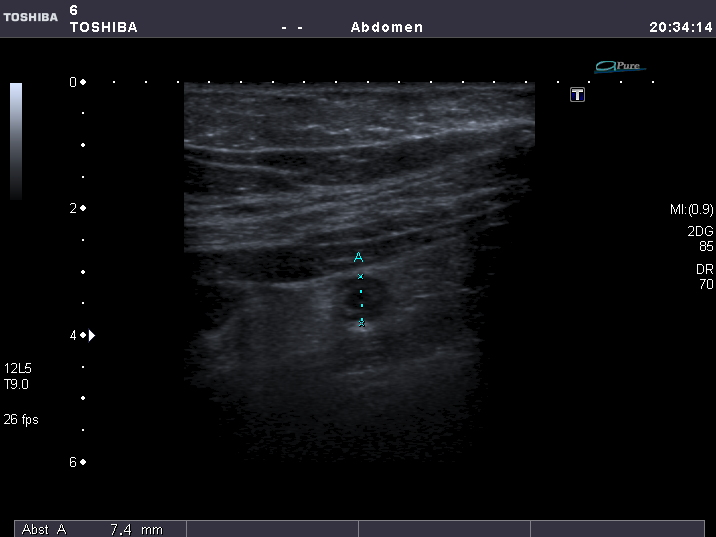 TOSHIBA
6
TOSHIBA
- -
Abdomen
20:34:14
aPure
T
0
2
4
6
A
MI:(0.9)
2DG
85
DR
70
12L5
T9.0
26 fps
Abst A 7.4 mm